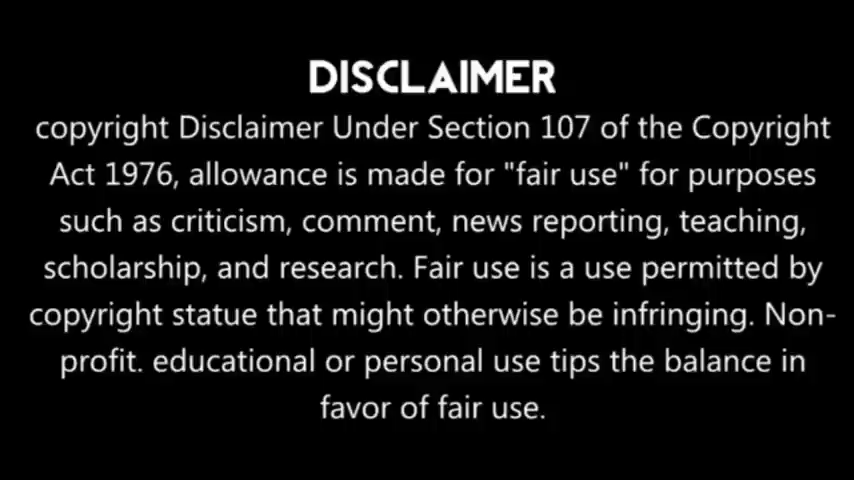 DISCLAIMER
copyright Disclaimer Under Section 107 of the Copyright
Act 1976, allowance is made for "fair use" for purposes
such as criticism, comment, news reporting, teaching,
scholarship, and research. Fair use is a use permitted by
copyright statue that might otherwise be infringing. Non-
profit. educational or personal use tips the balance in
favor of fair use.